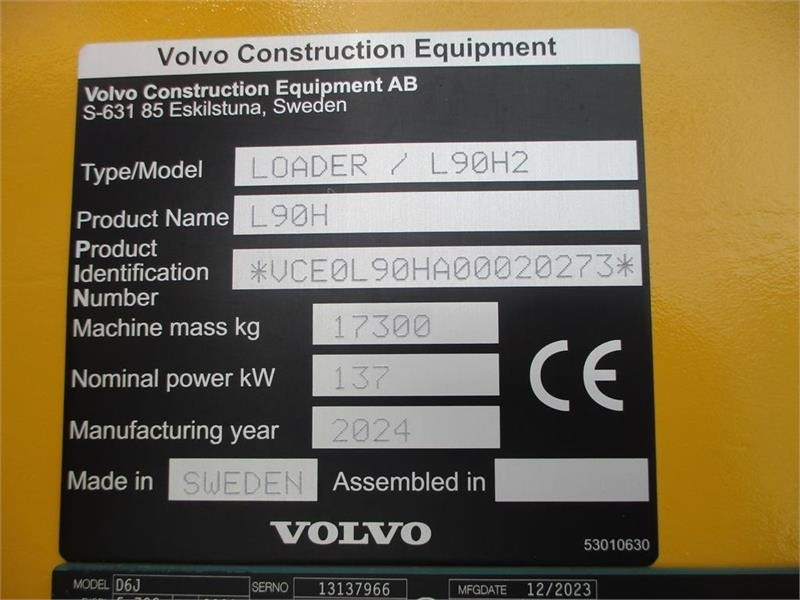 Volvo Construction Equipment
Volvo Construction Equipment AB
S-631 85 Eskilstuna, Sweden
Type/Model LOADER / L90H2
Product Name L90H
Product
Identification *VCE0L90HA00020273*
Number
Machine mass kg 17300
Nominal power kW 137
Manufacturing year 2024
Made in SWEDEN Assembled in
VOLVO
53010630
MODEL D6J SERNO 13137966 MFGDATE 12/2023